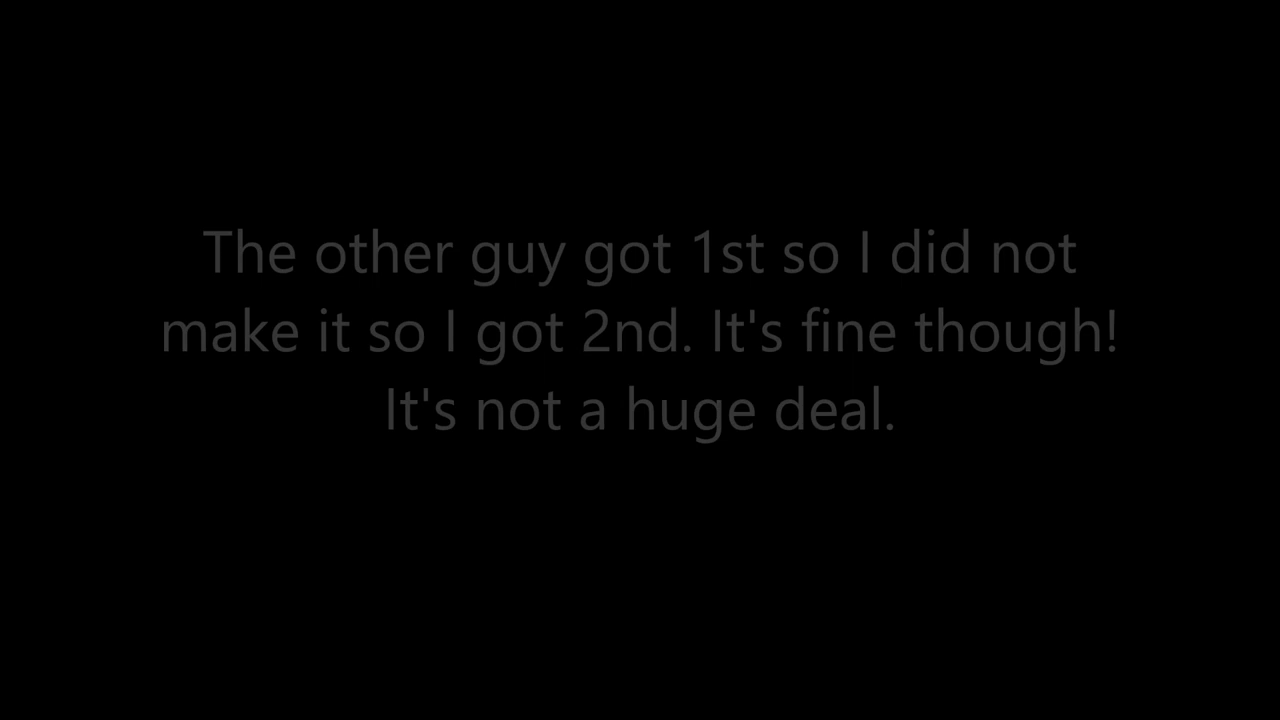 The other guy got 1st so I did not
make it so I got 2nd. It's fine though!
It's not a huge deal.